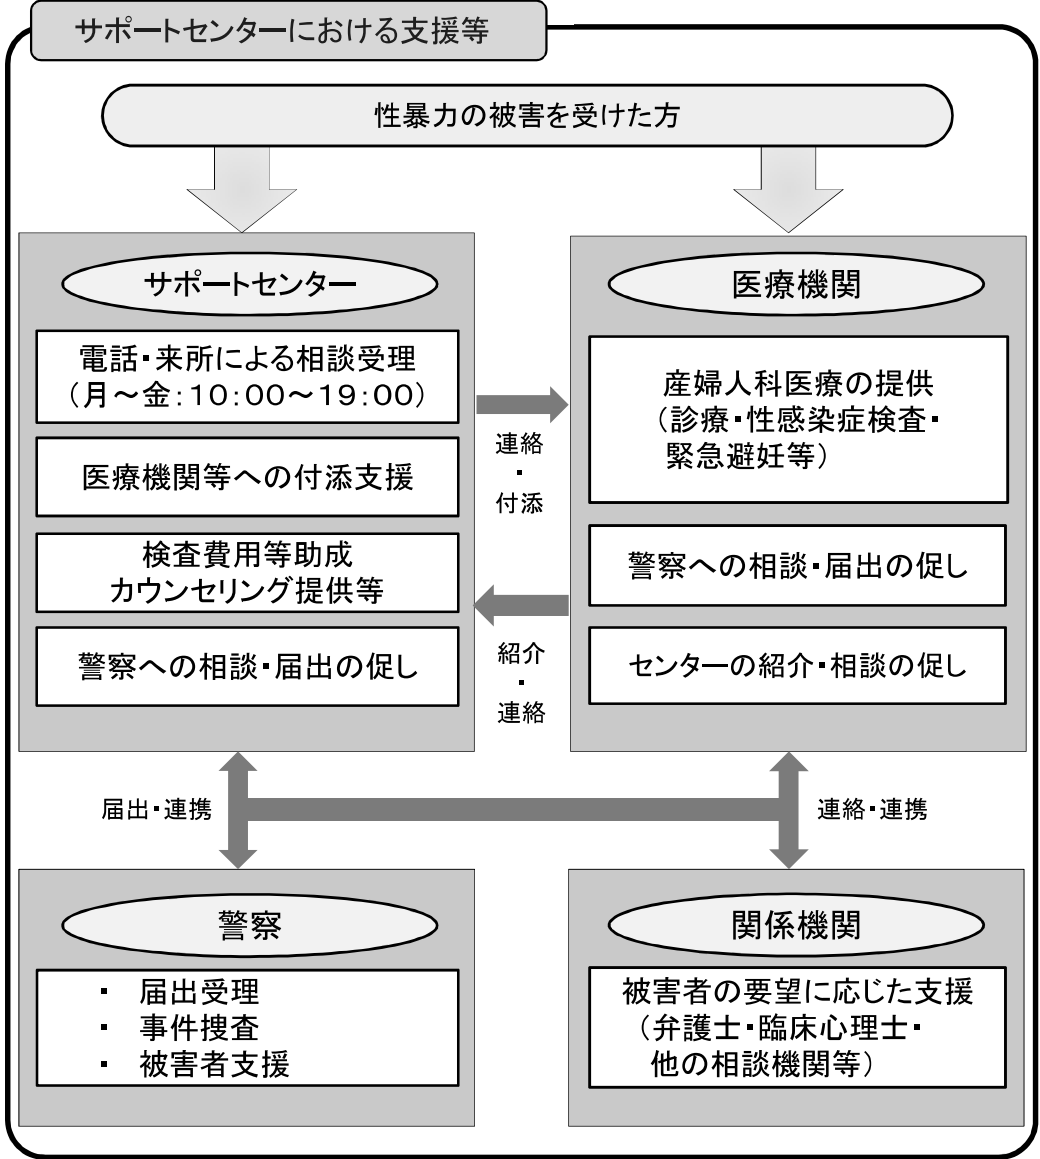 サポートセンターにおける支援等
性暴力の被害を受けた方
サポートセンター
電話・来所による相談受理
（月～金：１０：００～１９：００）
医療機関等への付添支援
検査費用等助成
カウンセリング提供等
警察への相談・届出の促し
連絡
・
付添
紹介
・
連絡
医療機関
産婦人科医療の提供
（診療・性感染症検査・
緊急避妊等）
警察への相談・届出の促し
センターの紹介・相談の促し
届出・連携
連絡・連携
警察
・　届出受理
・　事件捜査
・　被害者支援
関係機関
被害者の要望に応じた支援
（弁護士・臨床心理士・
他の相談機関等）